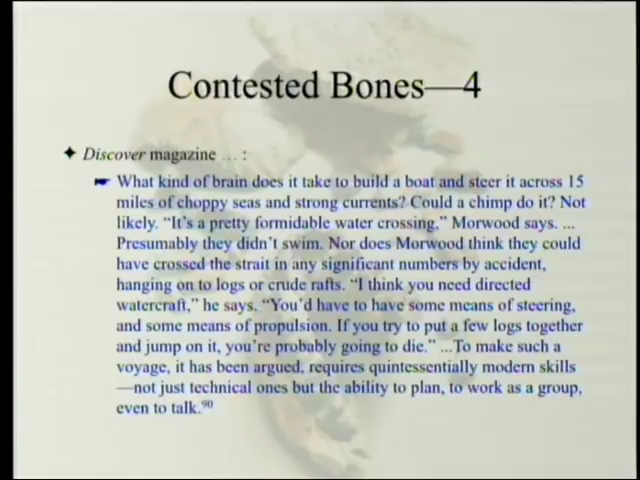 Contested Bones—4
Discover magazine … :
What kind of brain does it take to build a boat and steer it across 15
miles of choppy seas and strong currents? Could a chimp do it? Not
likely. “It’s a pretty formidable water crossing,” Morwood says. ...
Presumably they didn’t swim. Nor does Morwood think they could
have crossed the strait in any significant numbers by accident,
hanging on to logs or crude rafts. “I think you need directed
watercraft,” he says. “You’d have to have some means of steering,
and some means of propulsion. If you try to put a few logs together
and jump on it, you’re probably going to die.” ...To make such a
voyage, it has been argued, requires quintessentially modern skills
—not just technical ones but the ability to plan, to work as a group,
even to talk.90